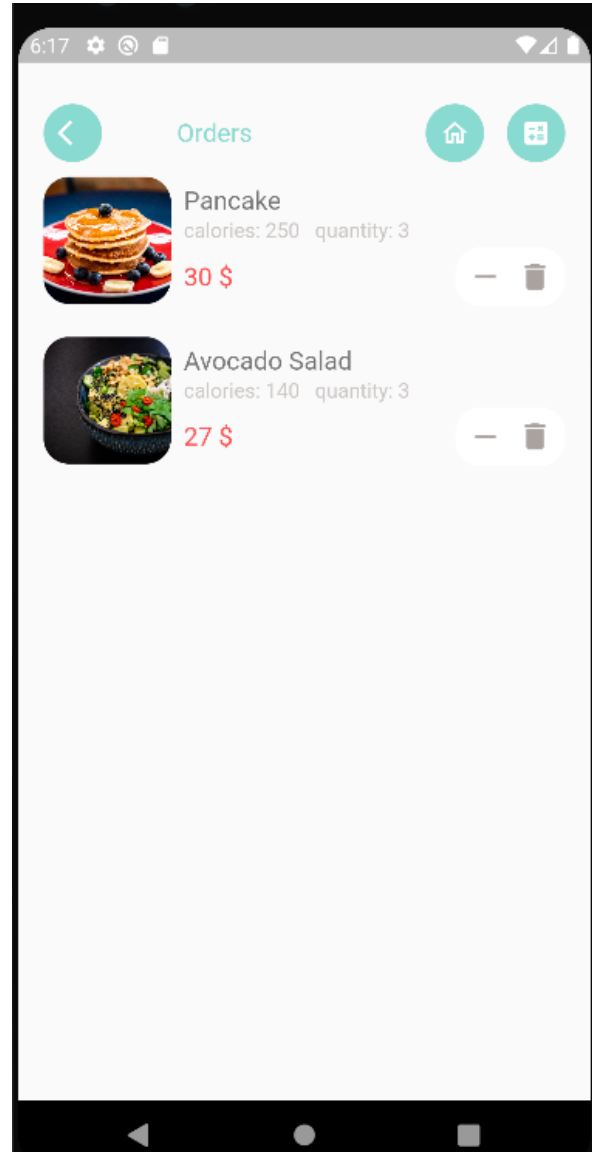 6:17
Orders
Pancake
calories: 250 quantity: 3
30 $
Avocado Salad
calories: 140 quantity: 3
27 $